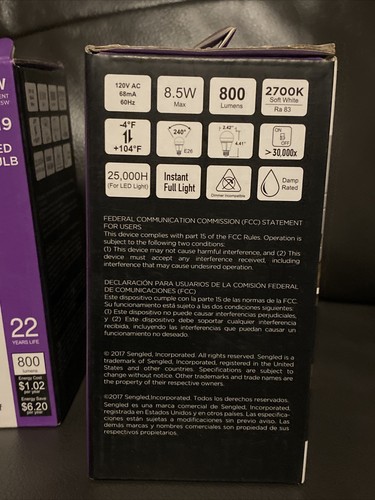 120V AC
68mA
60Hz
8.5W
Max
800
Lumens
2700K
Soft White
Ra 83
-4°F
+104°F
240°
E26
2.42"
4.41"
ON
OFF
>30,000x
25,000H
(For LED Light)
Instant
Full Light
Dimmer Incompatible
Damp
Rated
FEDERAL COMMUNICATION COMMISSION (FCC) STATEMENT
FOR USERS
This device complies with part 15 of the FCC Rules. Operation is
subject to the following two conditions:
(1) This device may not cause harmful interference, and (2) This
device must accept any interference received, including
interference that may cause undesired operation.
DECLARACIÓN PARA USUARIOS DE LA COMISIÓN FEDERAL
DE COMUNICACIONES (FCC)
Este dispositivo cumple con la parte 15 de las normas de la FCC.
Su funcionamiento está sujeto a las dos condiciones siguientes:
(1) Este dispositivo no puede causar interferencias perjudiciales,
y (2) Este dispositivo debe soportar cualquier interferencia
recibida, incluyendo las interferencias que puedan causar un
funcionamiento no deseado.
© 2017 Sengled, Incorporated. All rights reserved. Sengled is a
trademark of Sengled, Incorporated, registered in the United
States and other countries. Specifications are subject to
change without notice. Other trademarks and trade names are
the property of their respective owners.
©2017 Sengled,Incorporated. Todos los derechos reservados.
Sengled es una marca comercial de Sengled, Incorporated,
registrada en Estados Unidos y en otros países. Las especifica-
ciones están sujetas a modificaciones sin previo aviso. Las
demás marcas y nombres comerciales son propiedad de sus
respectivos propietarios.
22
YEARS LIFE
800
lumens
Energy Cost
$1.02
per year
Energy Save
$6.20
per year